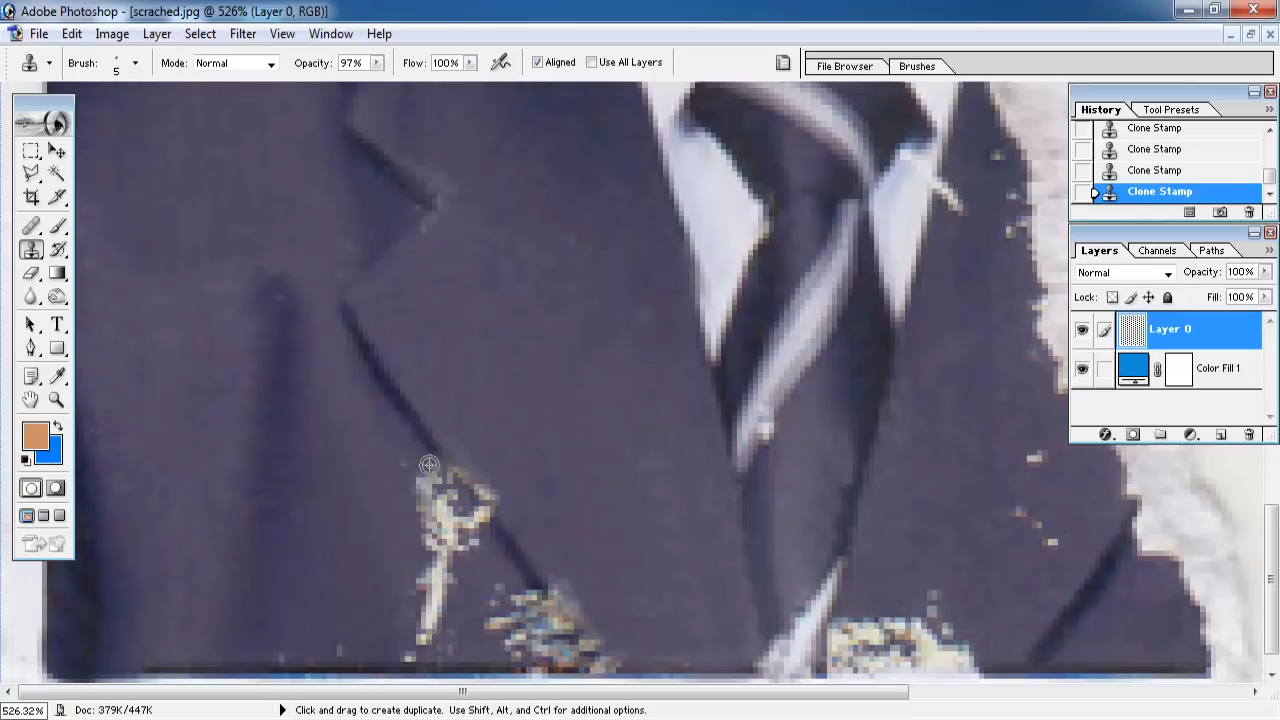 Adobe Photoshop - [scrached.jpg @ 526% (Layer 0, RGB)]
File Edit Image Layer Select Filter View Window Help
Brush: 5 Mode: Normal Opacity: 97% Flow: 100% Aligned Use All Layers File Browser Brushes
History Tool Presets
Clone Stamp
Clone Stamp
Clone Stamp
Clone Stamp
Layers Channels Paths
Normal Opacity: 100%
Lock: Fill: 100%
Layer 0
Color Fill 1
526.32% Doc: 379K/447K Click and drag to create duplicate. Use Shift, Alt, and Ctrl for additional options.